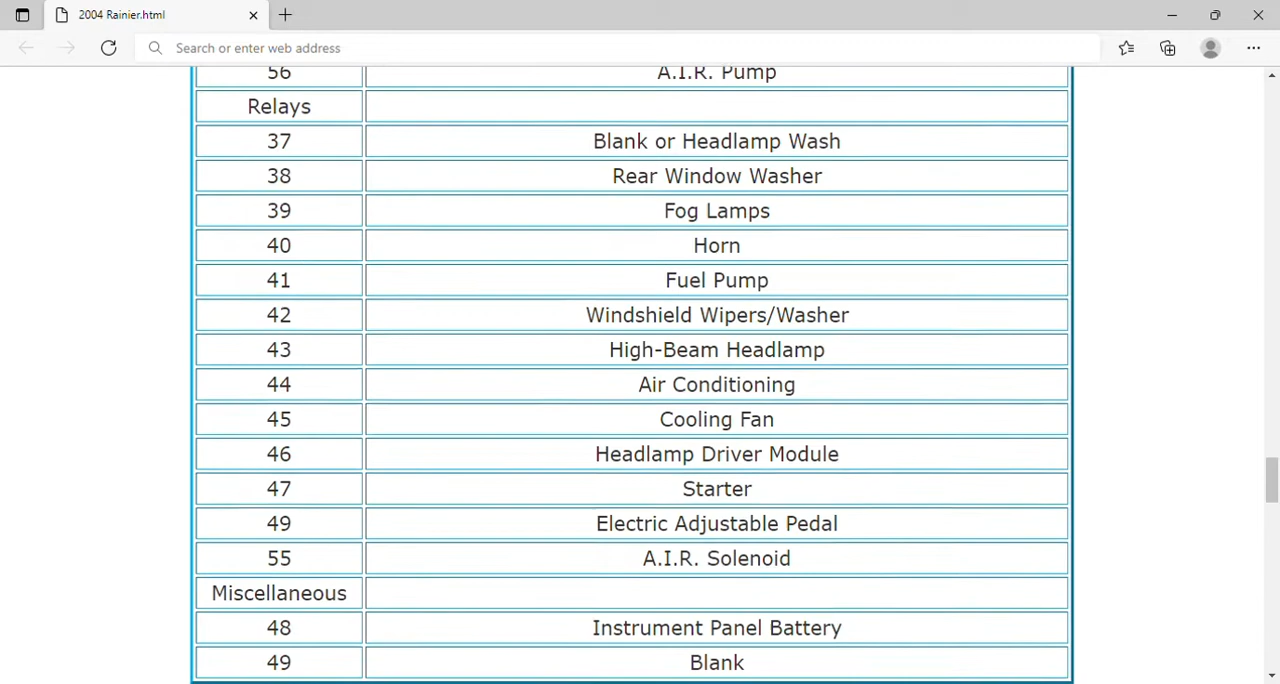 2004 Rainier.html
Search or enter web address
56 A.I.R. Pump
Relays
37 Blank or Headlamp Wash
38 Rear Window Washer
39 Fog Lamps
40 Horn
41 Fuel Pump
42 Windshield Wipers/Washer
43 High-Beam Headlamp
44 Air Conditioning
45 Cooling Fan
46 Headlamp Driver Module
47 Starter
49 Electric Adjustable Pedal
55 A.I.R. Solenoid
Miscellaneous
48 Instrument Panel Battery
49 Blank